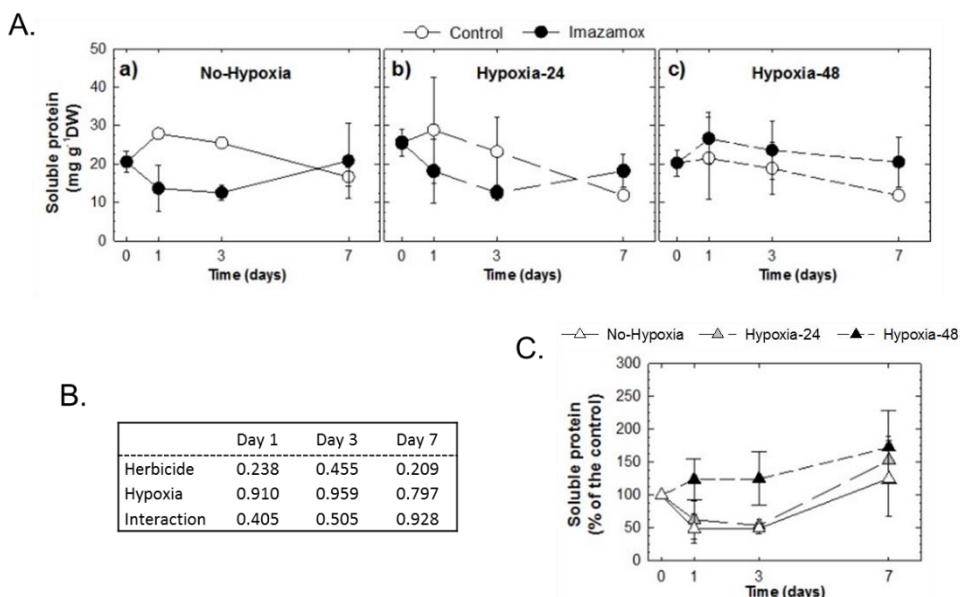 A.
Control Imazamox
a) No-Hypoxia
b) Hypoxia-24
c) Hypoxia-48
Soluble protein
(mg g⁻¹DW)
50
40
30
20
10
0
0 1 3 7
Time (days)
0 1 3 7
Time (days)
0 1 3 7
Time (days)
B.
Day 1 Day 3 Day 7
Herbicide 0.238 0.455 0.209
Hypoxia 0.910 0.959 0.797
Interaction 0.405 0.505 0.928
C.
No-Hypoxia Hypoxia-24 Hypoxia-48
Soluble protein
(% of the control)
300
250
200
150
100
50
0
0 1 3 7
Time (days)